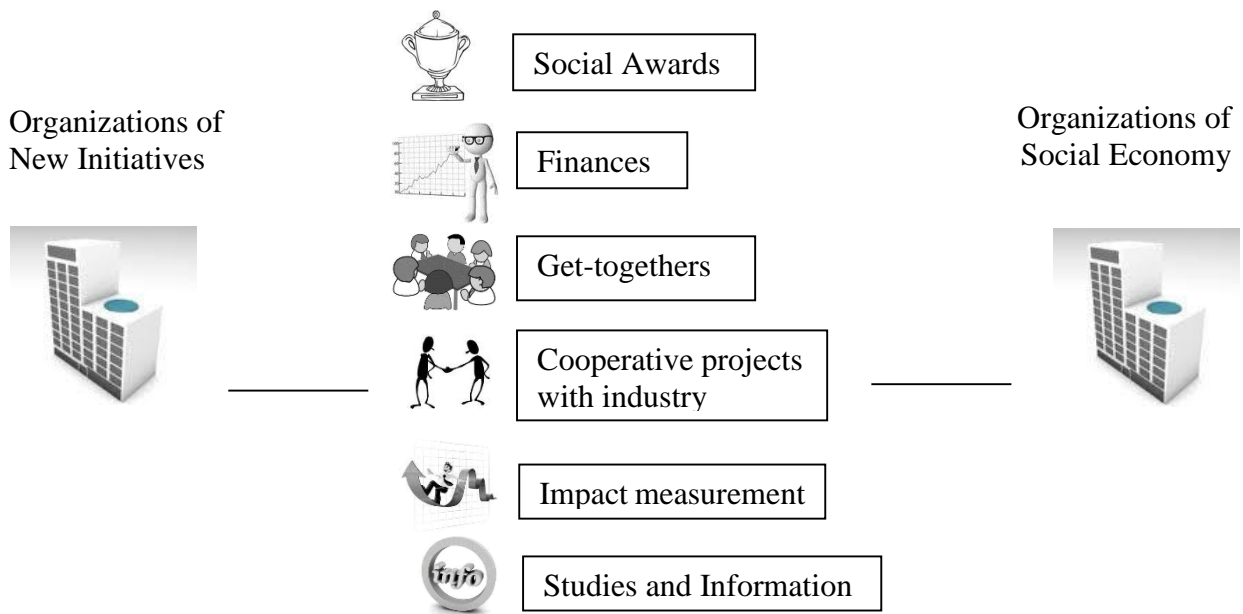 Social Awards
Organizations of
New Initiatives
Organizations of
Social Economy
Finances
Get-togethers
Cooperative projects
with industry
Impact measurement
info
Studies and Information